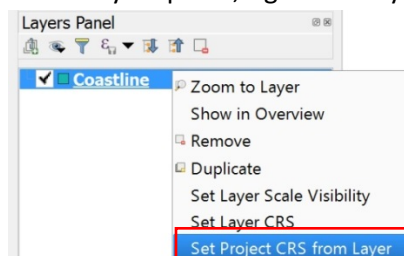 Layers Panel
Coastline
Zoom to Layer
Show in Overview
Remove
Duplicate
Set Layer Scale Visibility
Set Layer CRS
Set Project CRS from Layer